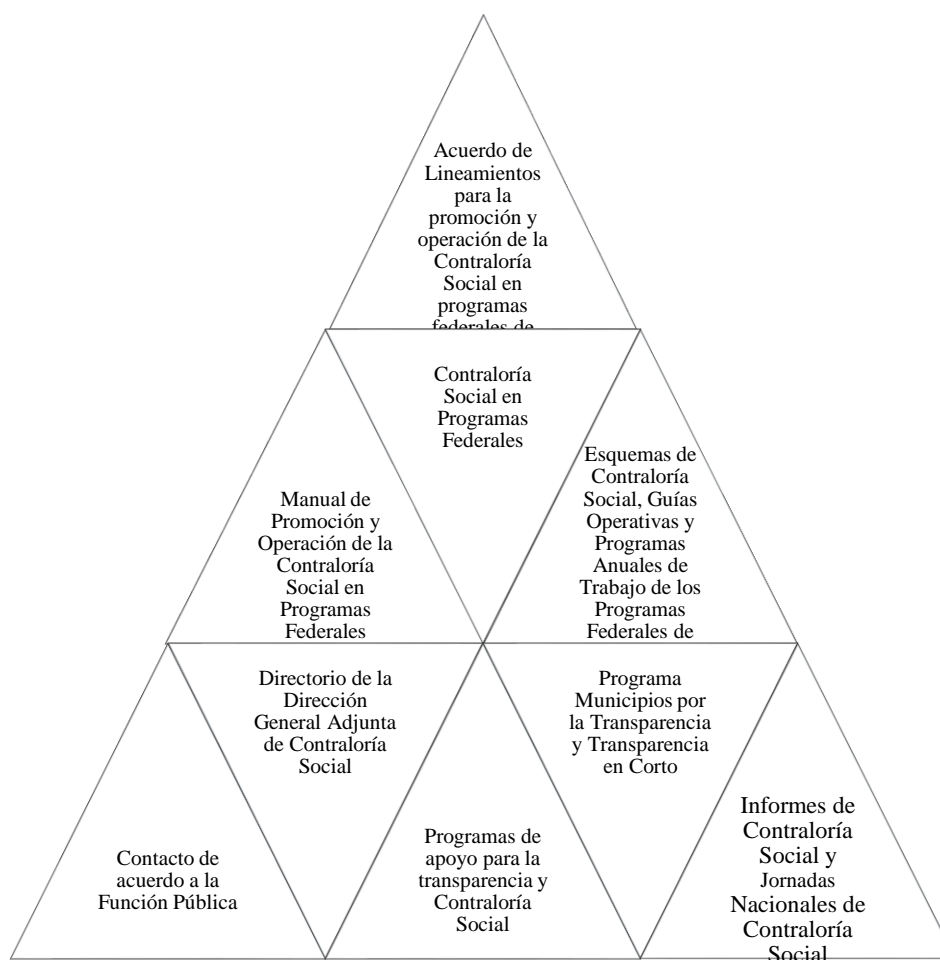 Acuerdo de
Lineamientos
para la
promoción y
operación de la
Contraloría
Social en
programas
federales de
Contraloría
Social en
Programas
Federales
Manual de
Promoción y
Operación de la
Contraloría
Social en
Programas
Federales
Esquemas de
Contraloría
Social, Guías
Operativas y
Programas
Anuales de
Trabajo de los
Programas
Federales de
Contacto de
acuerdo a la
Función Pública
Directorio de la
Dirección
General Adjunta
de Contraloría
Social
Programas de
apoyo para la
transparencia y
Contraloría
Social
Programa
Municipios por
la Transparencia
y Transparencia
en Corto
Informes de
Contraloría
Social y
Jornadas
Nacionales de
Contraloría
Social